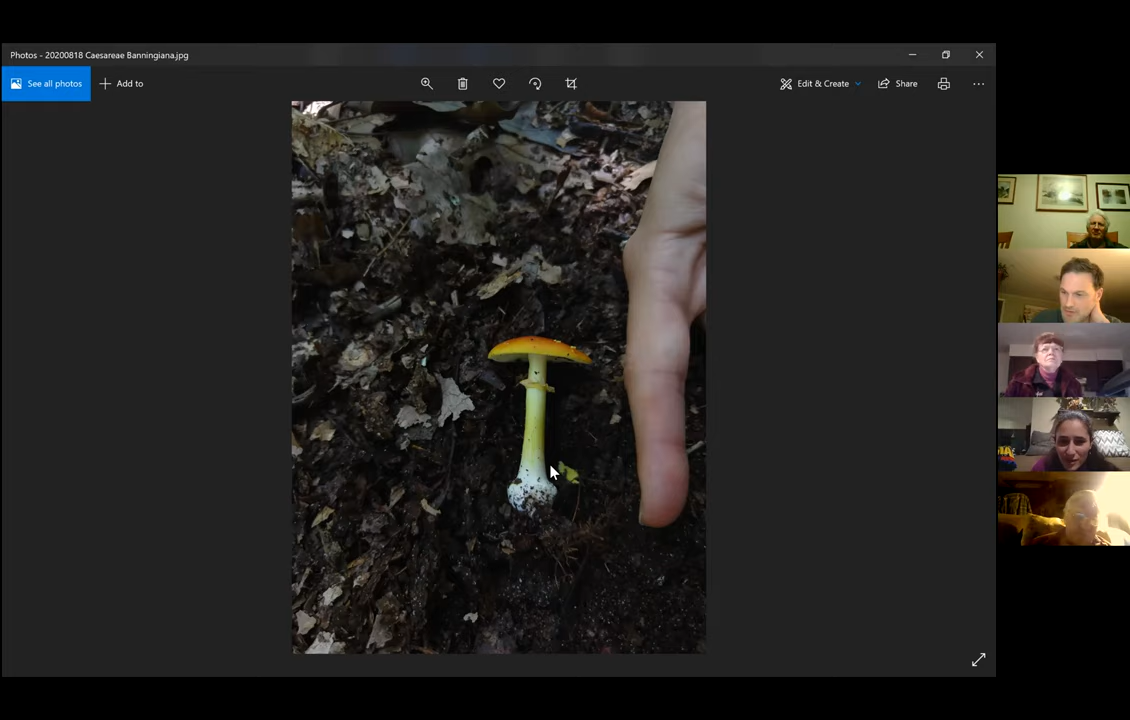 Photos - 20200818 Caesareae Banningiana.jpg
See all photos
Add to
Edit & Create
Share